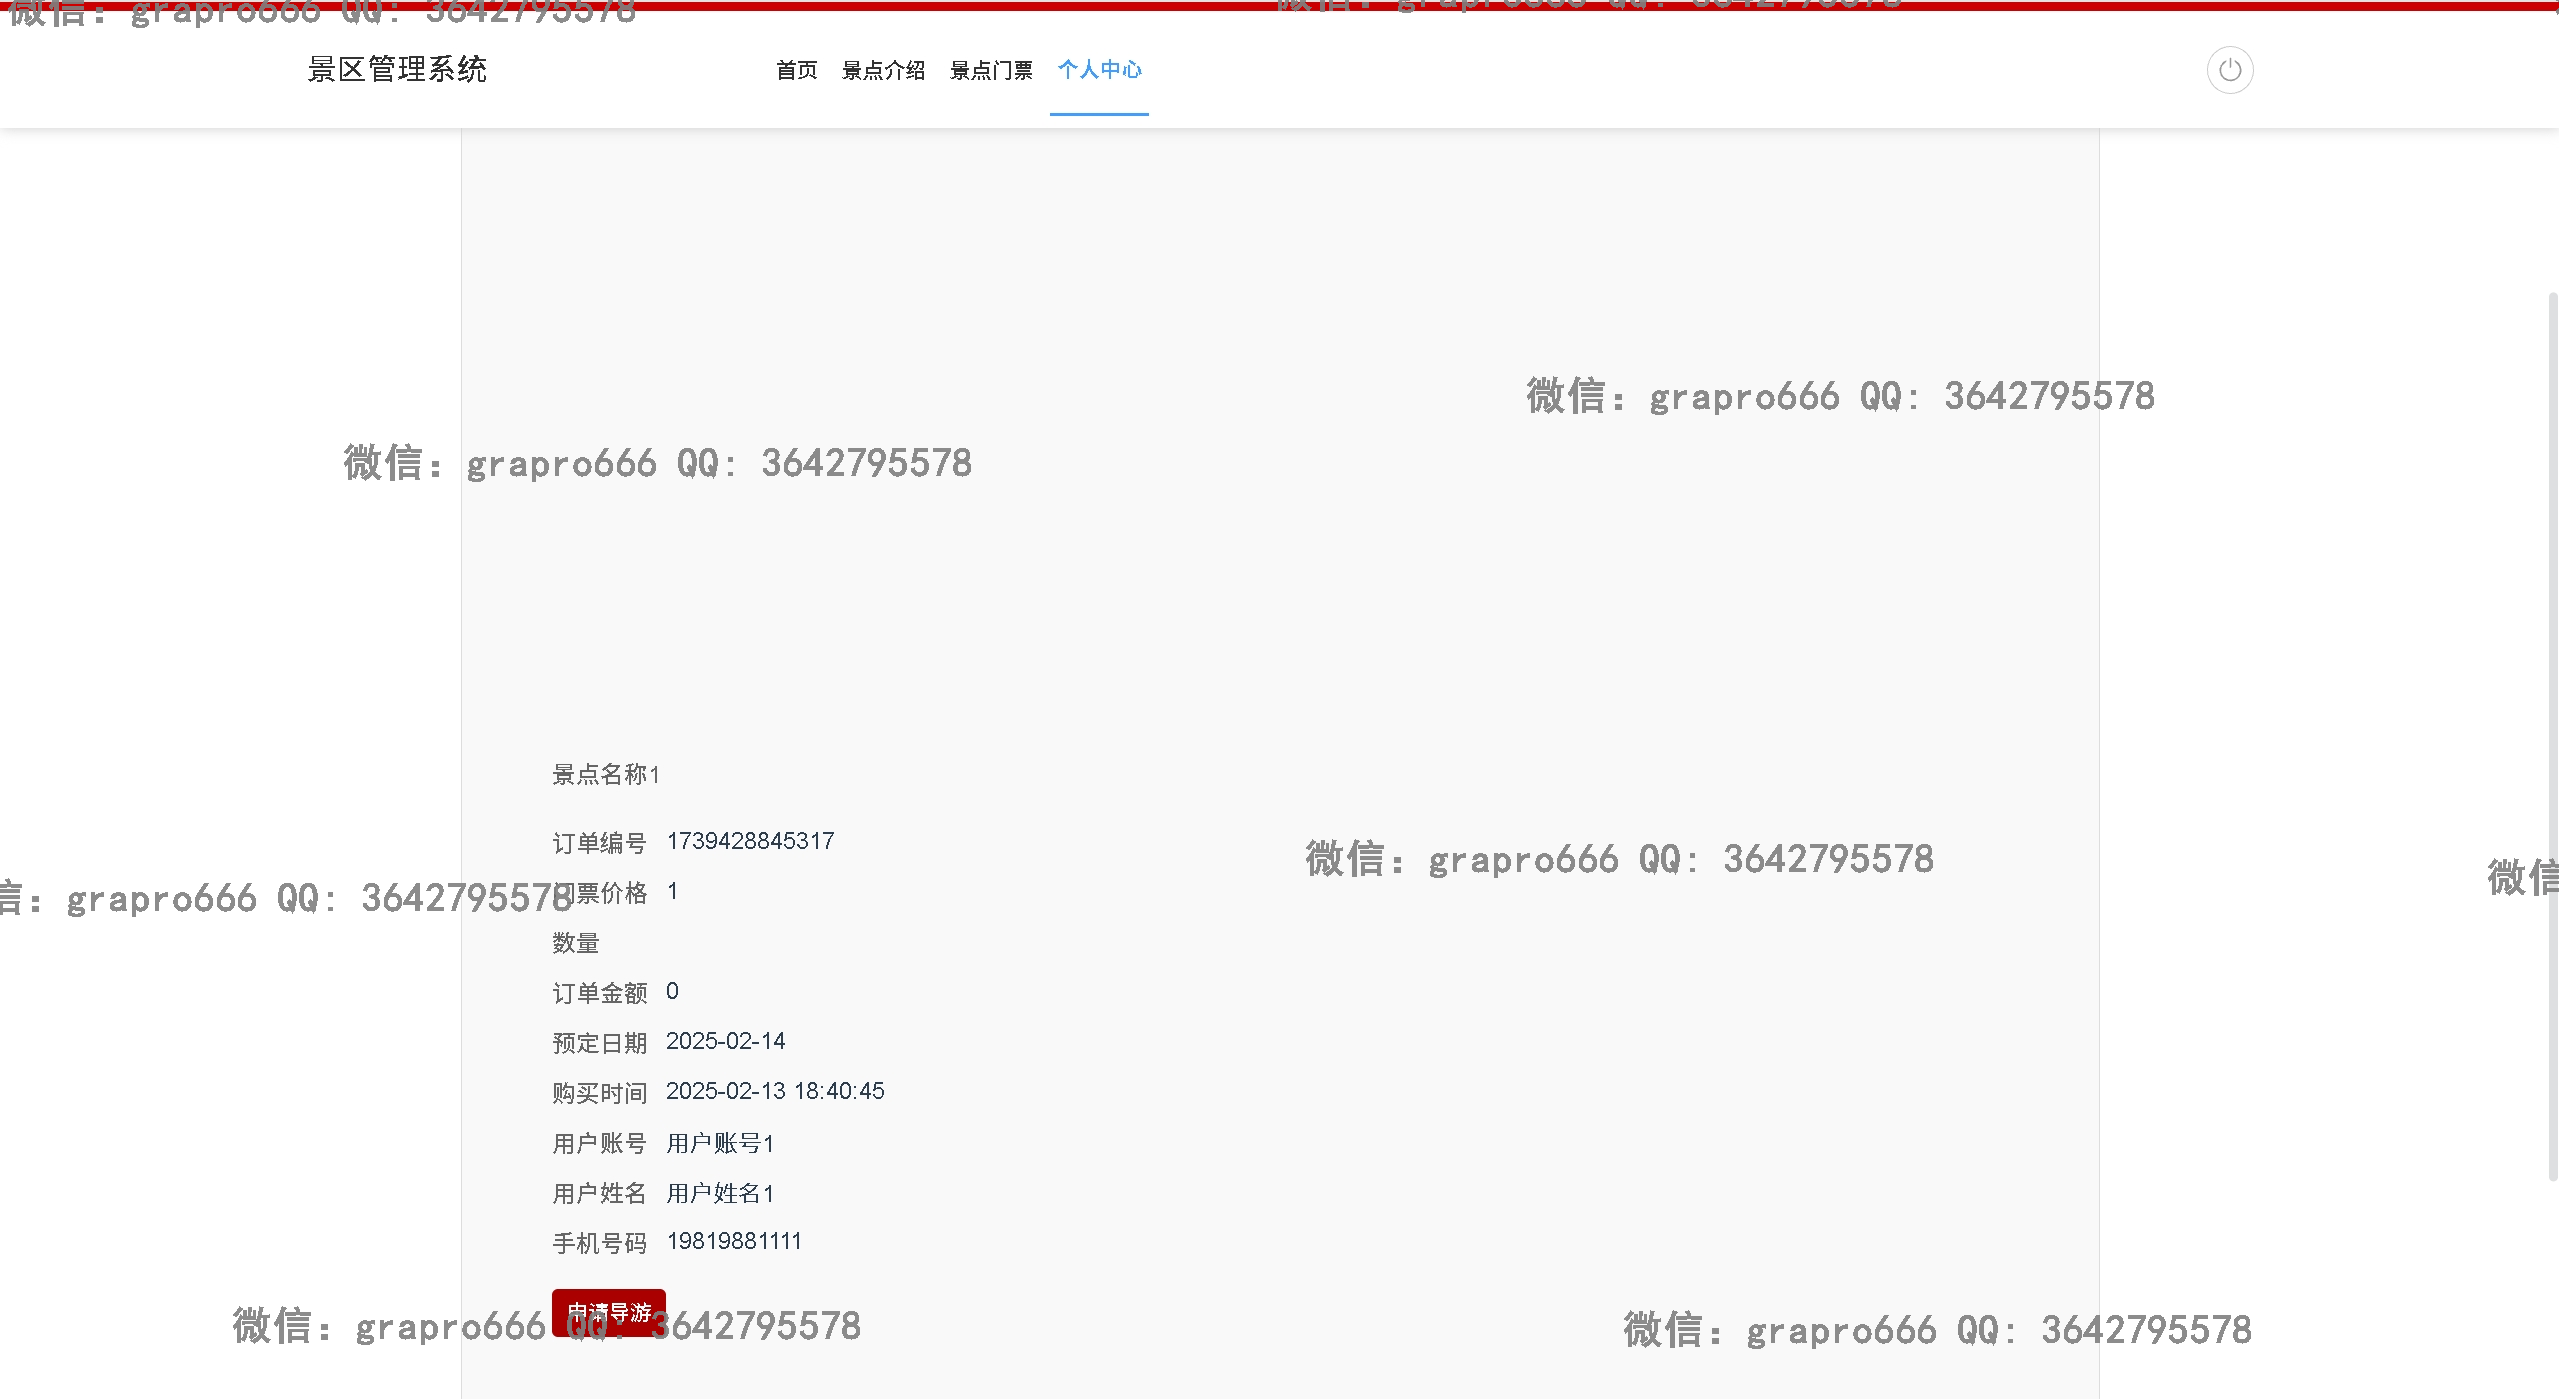 微信: grapro666 QQ: 3642795578
微信: grapro666 QQ: 3642795578
景区管理系统
首页 景点介绍 景点门票 个人中心
微信: grapro666 QQ: 3642795578
微信: grapro666 QQ: 3642795578
景点名称1
订单编号 1739428845317
微信: grapro666 QQ: 3642795578
微信
信: grapro666 QQ: 3642795578
门票价格 1
数量
订单金额 0
预定日期 2025-02-14
购买时间 2025-02-13 18:40:45
用户账号 用户账号1
用户姓名 用户姓名1
手机号码 19819881111
申请导游
微信: grapro666 QQ: 3642795578
微信: grapro666 QQ: 3642795578